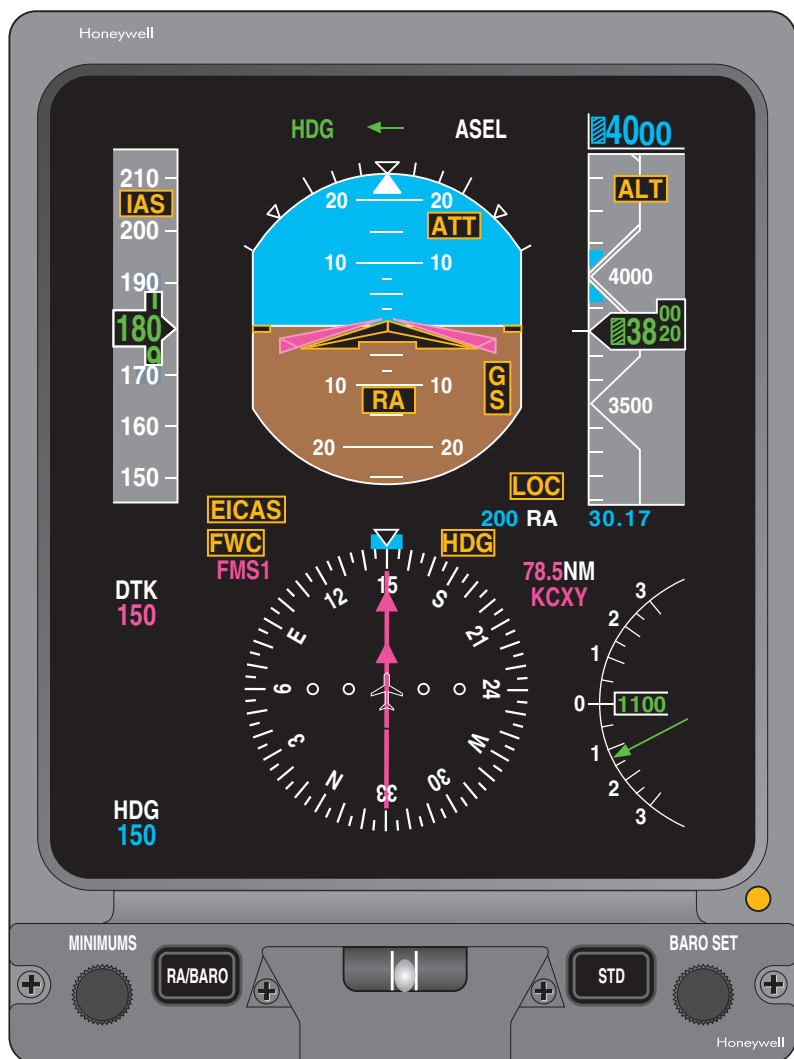 Honeywell
HDG ASEL 4000
210
IAS
200
190
1
180
9
170
160
150
20 20
ATT
10 10
10 10
RA
G
S
20 20
ALT
4000
38 00
20
3500
LOC
EICAS
200 RA 30.17
FWC HDG
FMS1 78.5NM
KCXY
DTK
150
12 15 S
E 21
6 24
3 W
N 33 30
3
2
1
0 1100
1
2
3
HDG
150
MINIMUMS BARO SET
RA/BARO STD
Honeywell